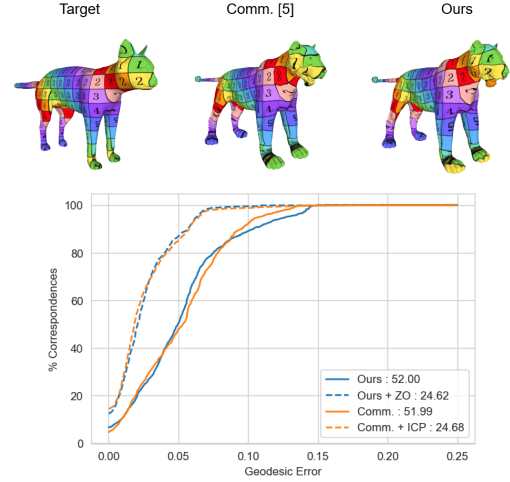 Target Comm. [5] Ours
100
80
60
40
20
0
% Correspondences
0.00 0.05 0.10 0.15 0.20 0.25
Geodesic Error
Ours : 52.00
Ours + ZO : 24.62
Comm. : 51.99
Comm. + ICP : 24.68